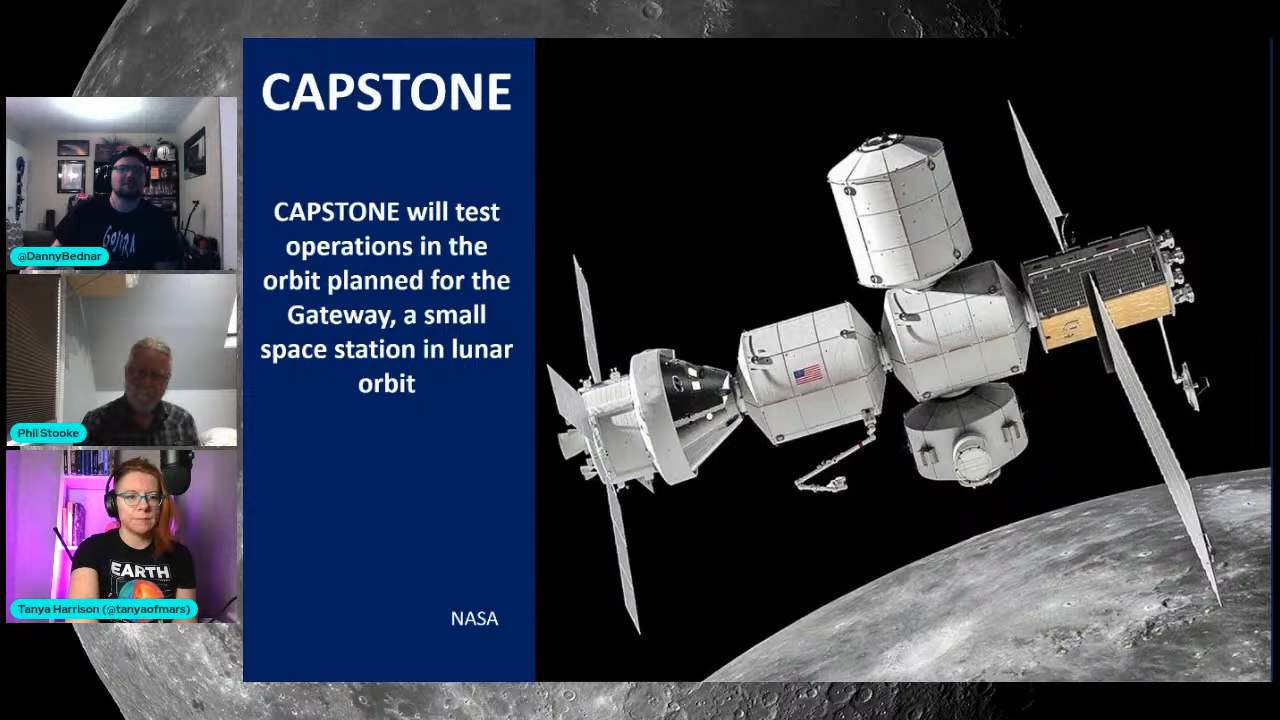 CAPSTONE
CAPSTONE will test
operations in the
orbit planned for the
Gateway, a small
space station in lunar
orbit
NASA
GOJIRA
@DannyBednar
Phil Stooke
EARTH
Tanya Harrison (@tanyaofmars)